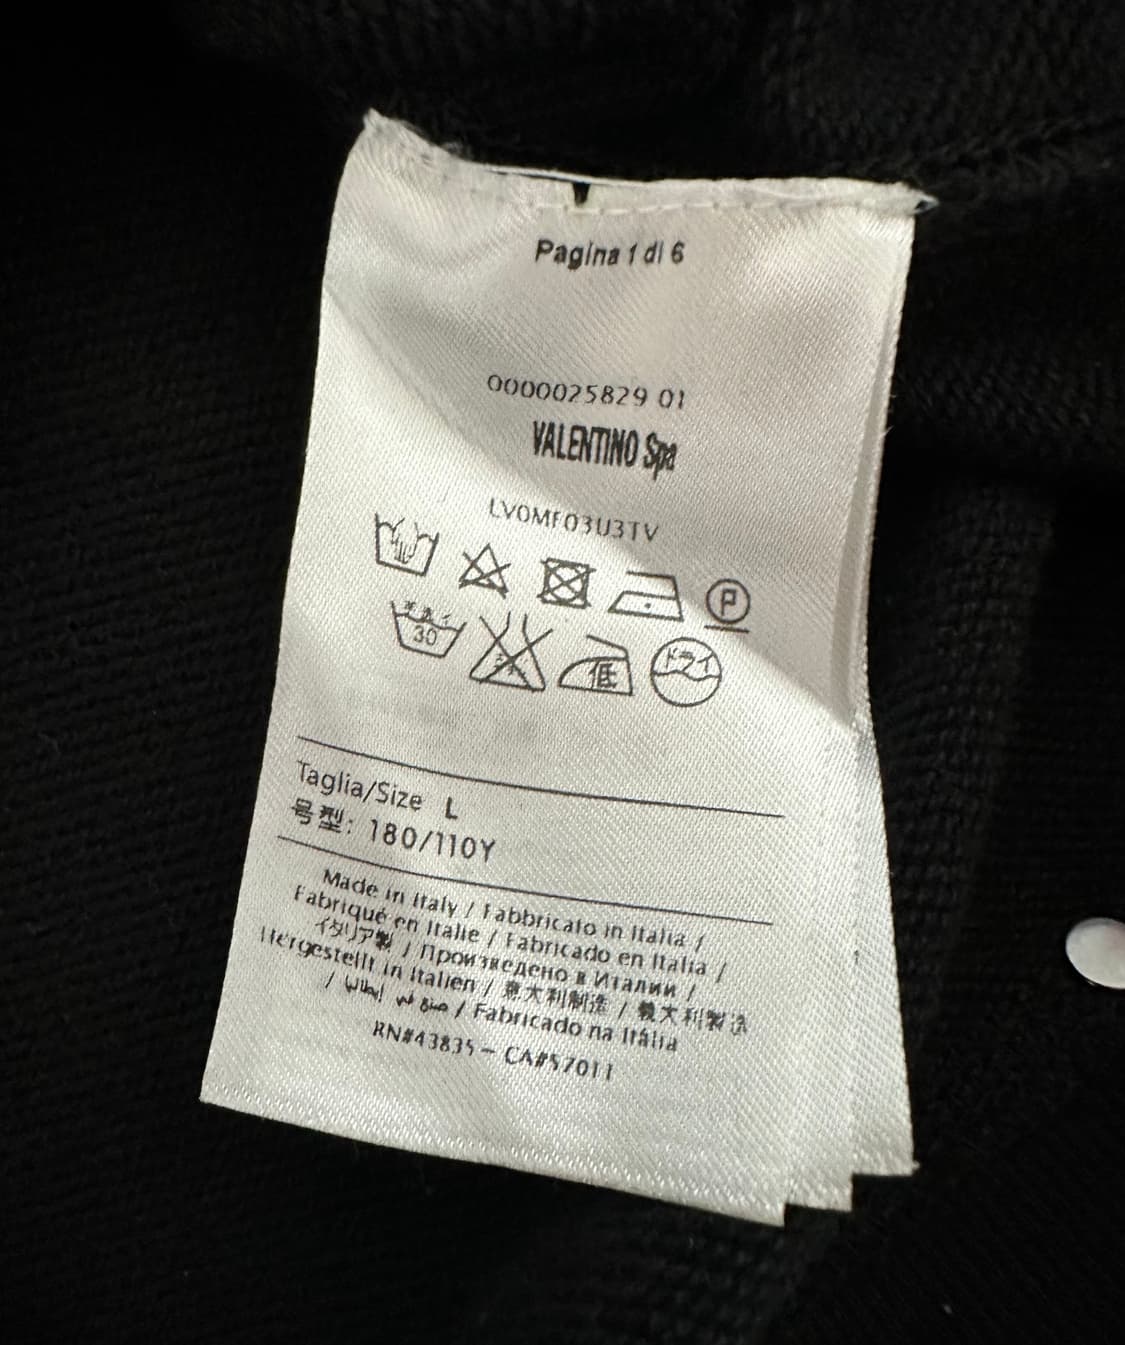 Pagina 1 di 6
0000025829 01
VALENTINO Spa
LV0MF03U3TV
P
30
低 ドライ
Taglia/Size L
号型: 180/110Y
Made in Italy / Fabbricato in Italia /
Fabriqué en Italie / Fabricado en Italia /
イタリア製 / Произведено в Италии /
Hergestellt in Italien / 意大利制造 / 義大利製造
/ صنع في إيطاليا / Fabricado na Itália
RN#43835 - CA#57011